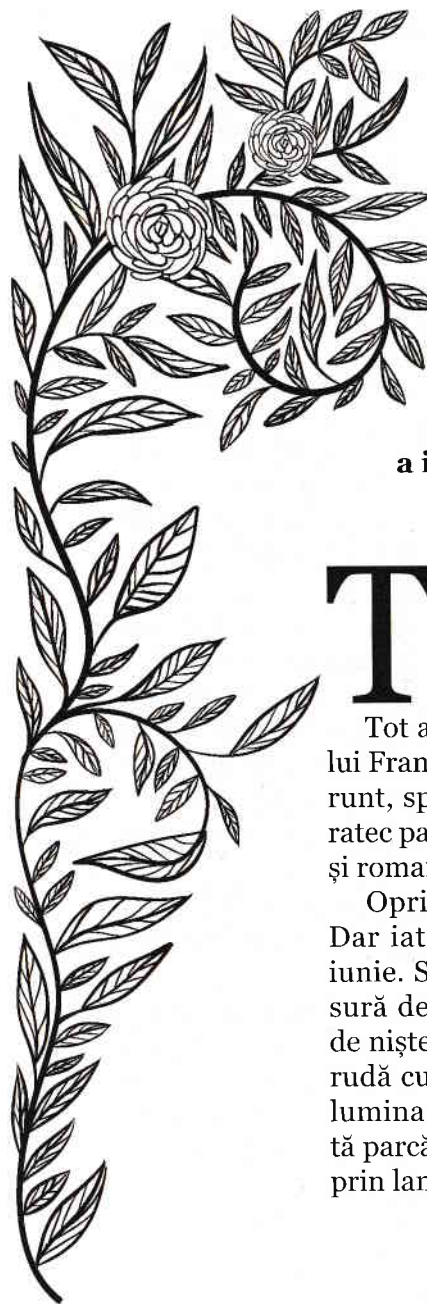 a i
T
Tot a
lui Fran
runt, sp
ratec pa
și roma
Opri
Dar iat
iunie. S
sură de
de niște
rudă cu
lumina
tă parcă
prin lan